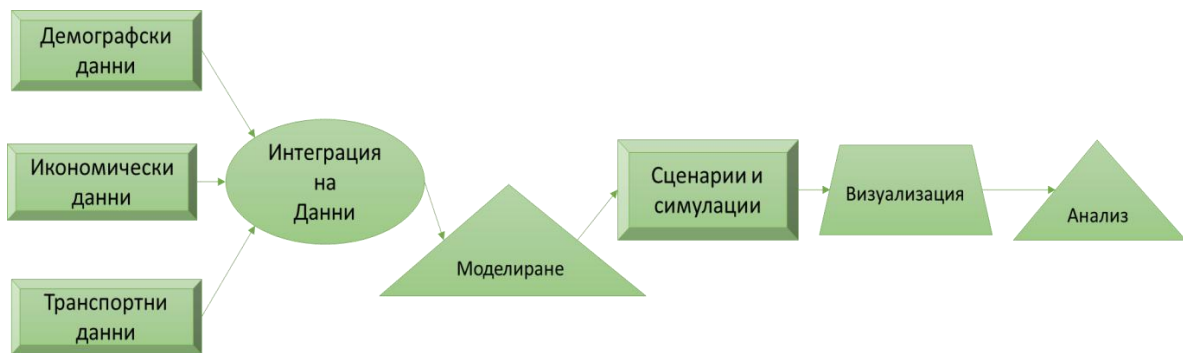 Демографски
данни
Икономически
данни
Транспортни
данни
Интеграция
на
Данни
Моделиране
Сценарии и
симулации
Визуализация
Анализ